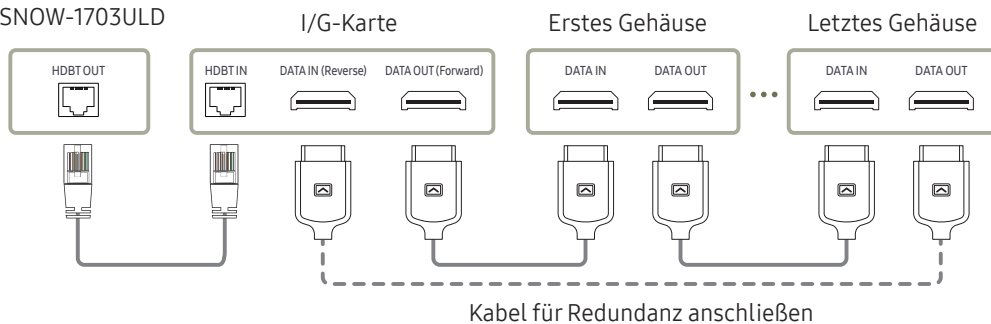 SNOW-1703ULD
I/G-Karte
Erstes Gehäuse
Letztes Gehäuse
HDBT OUT
HDBT IN
DATA IN (Reverse)
DATA OUT (Forward)
DATA IN
DATA OUT
DATA IN
DATA OUT
Kabel für Redundanz anschließen